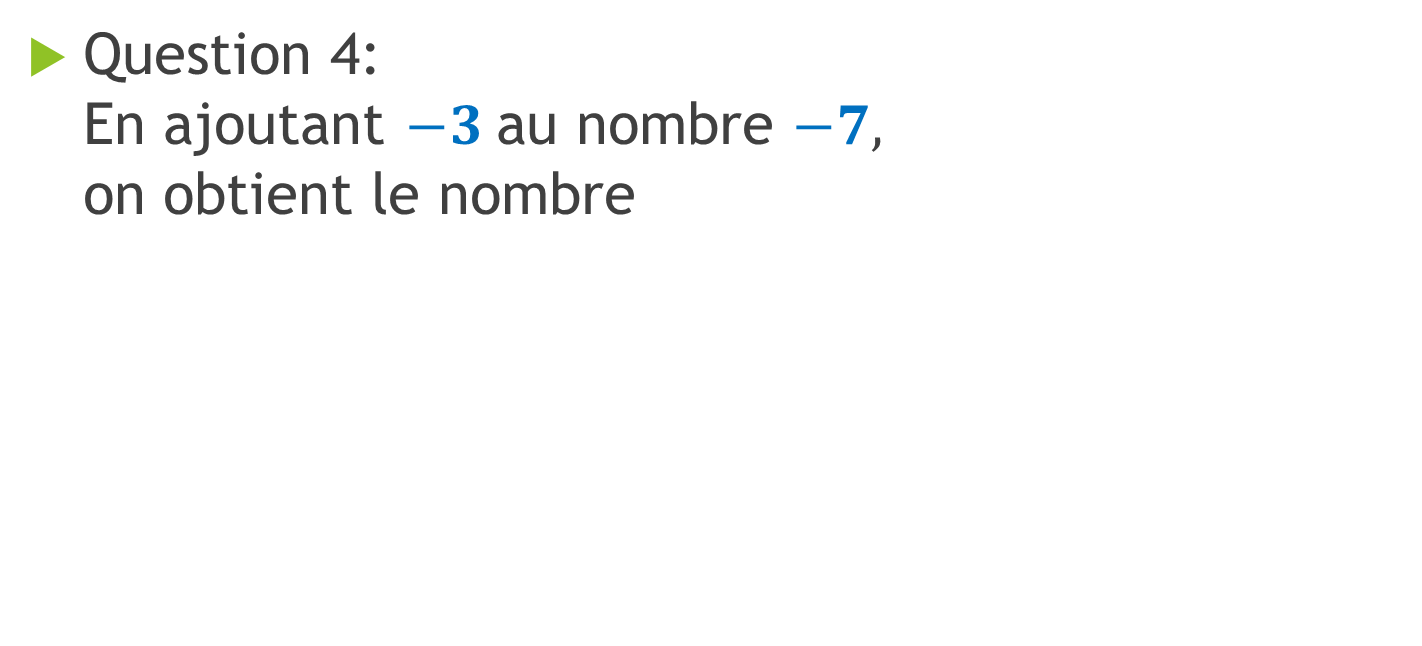 Question 4:
En ajoutant −3 au nombre −7,
on obtient le nombre